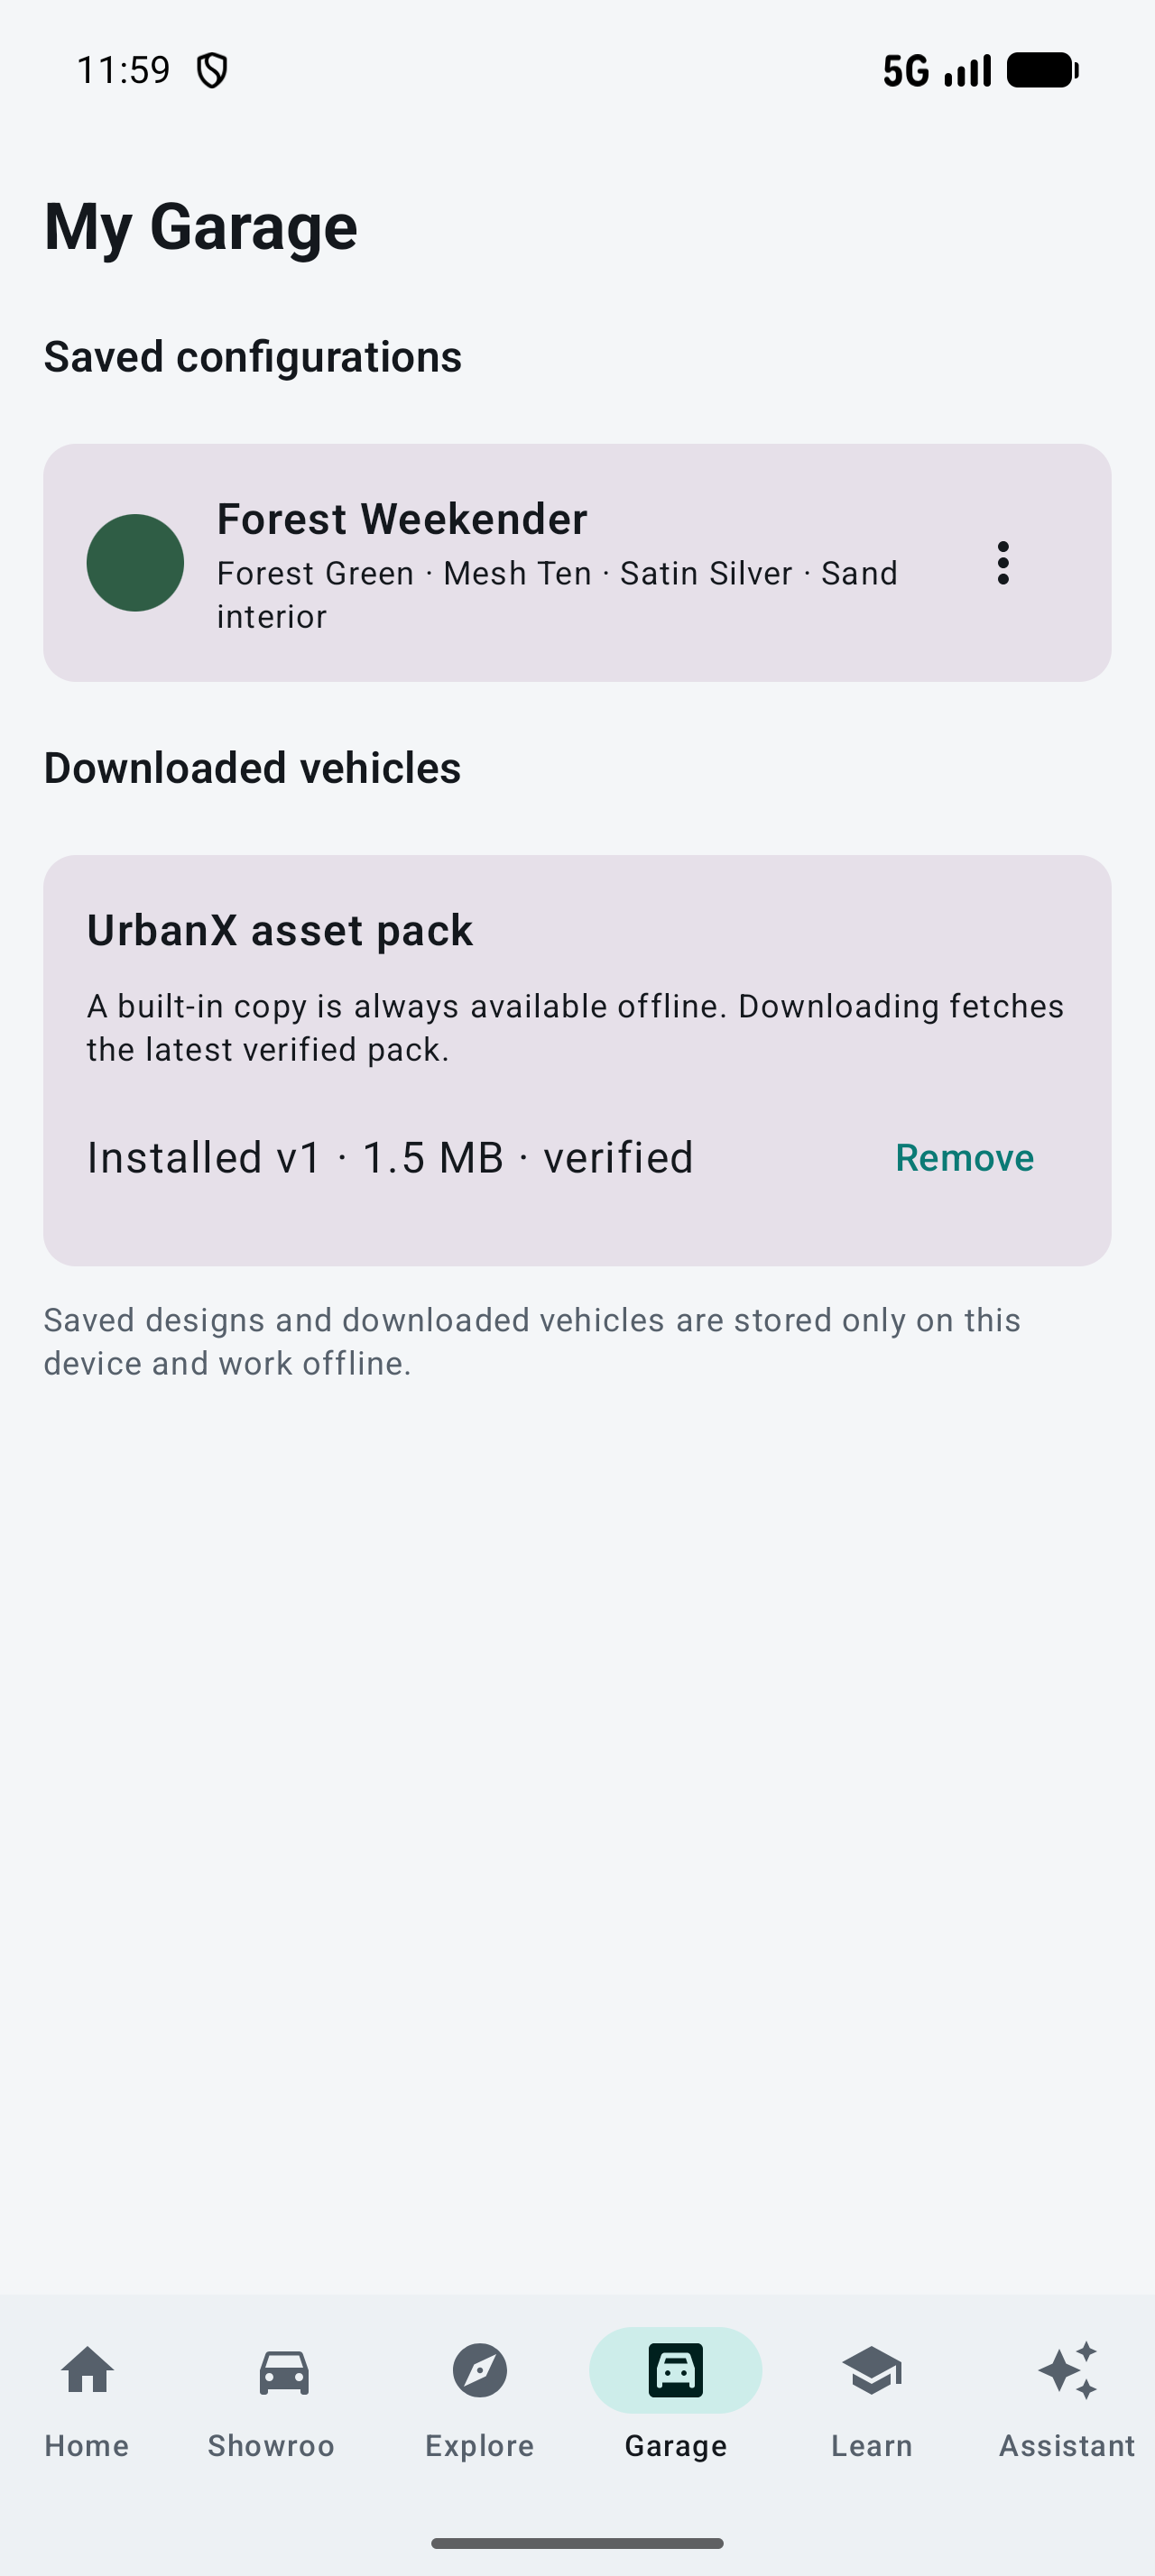 11:59
5G
My Garage
Saved configurations
Forest Weekender
Forest Green · Mesh Ten · Satin Silver · Sand
interior
Downloaded vehicles
UrbanX asset pack
A built-in copy is always available offline. Downloading fetches
the latest verified pack.
Installed v1 · 1.5 MB · verified
Remove
Saved designs and downloaded vehicles are stored only on this
device and work offline.
Home
Showroo
Explore
Garage
Learn
Assistant